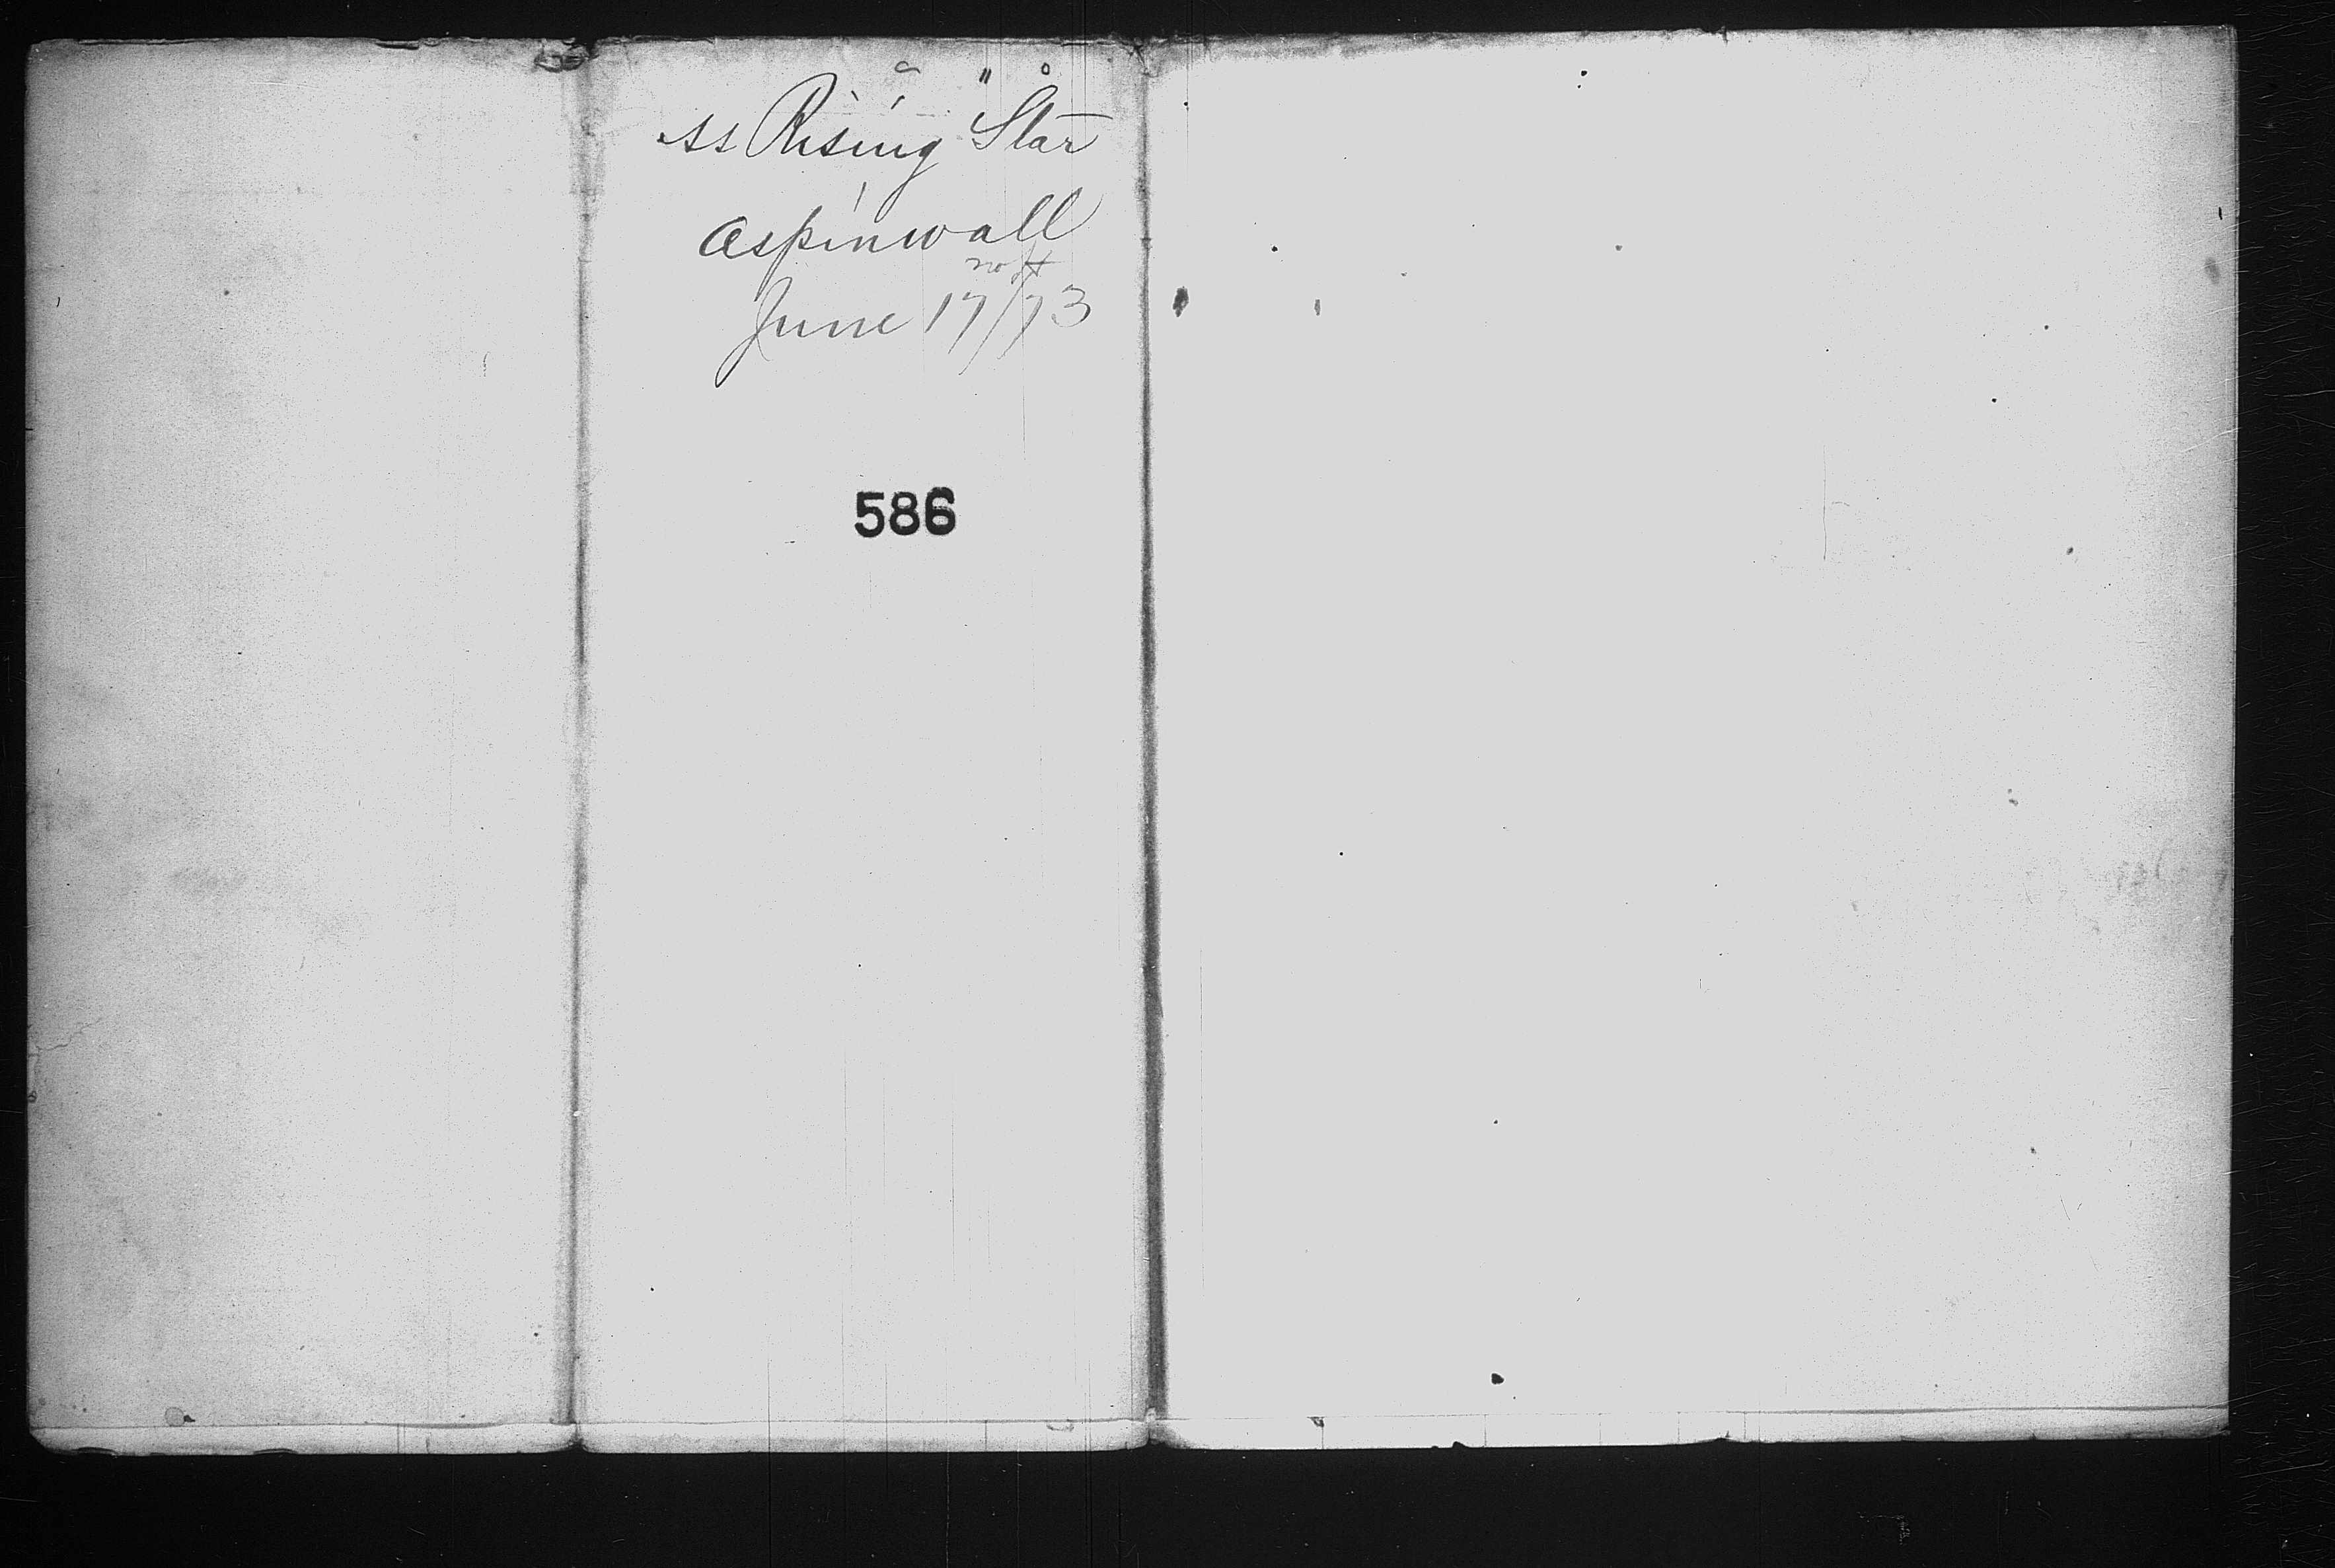 ss Rising Star
Aspinwall
June 17/73
586